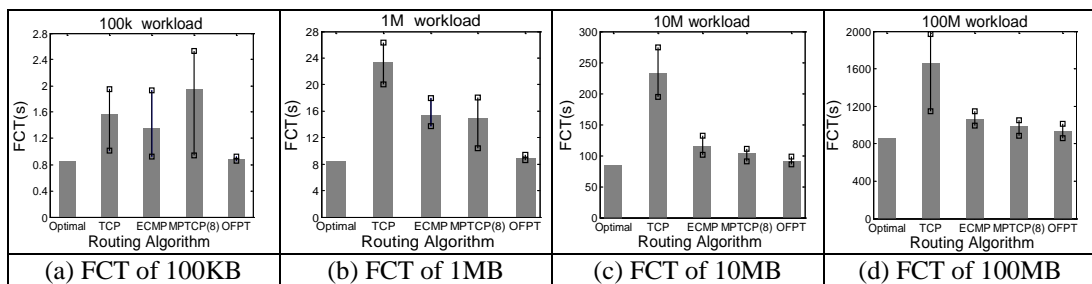 100k workload
2.8
2.4
2
1.6
1.2
0.8
0.4
0
FCT(s)
Optimal TCP ECMP MPTCP(8) OFPT
Routing Algorithm
(a) FCT of 100KB
1M workload
28
24
20
16
12
8
4
0
FCT(s)
Optimal TCP ECMP MPTCP(8) OFPT
Routing Algorithm
(b) FCT of 1MB
10M workload
300
250
200
150
100
50
0
FCT(s)
Optimal TCP ECMP MPTCP(8) OFPT
Routing Algorithm
(c) FCT of 10MB
100M workload
2000
1600
1200
800
400
0
FCT(s)
Optimal TCP ECMP MPTCP(8) OFPT
Routing Algorithm
(d) FCT of 100MB